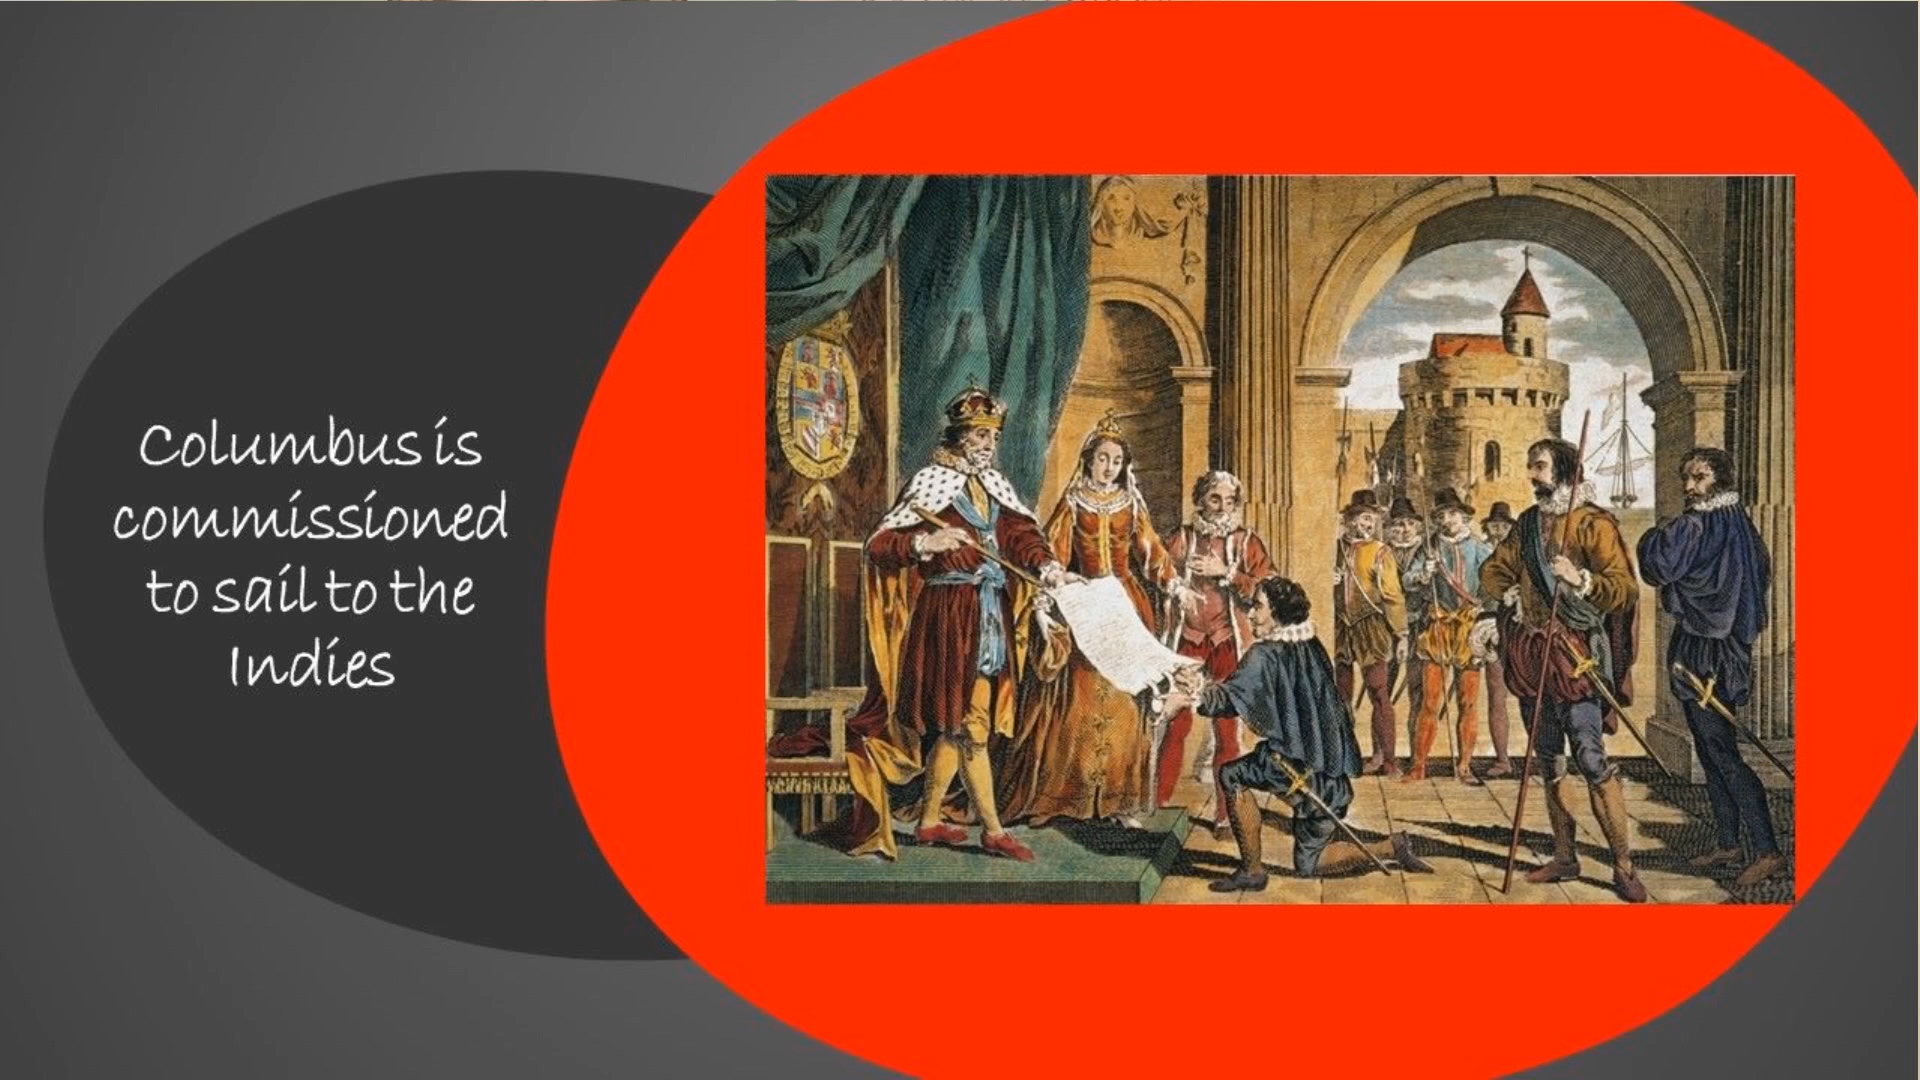 Columbus is
commissioned
to sail to the
Indies